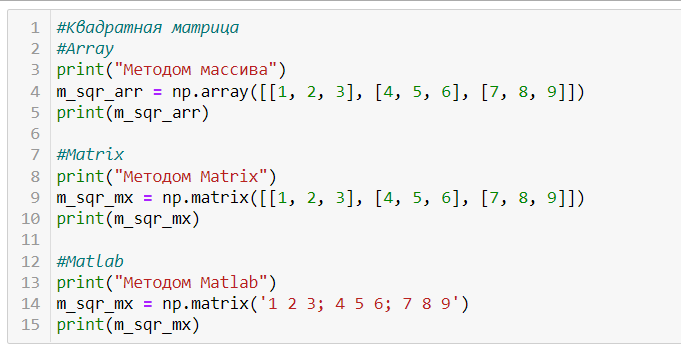 1 #Квадратная матрица
2 #Array
3 print("Методом массива")
4 m_sqr_arr = np.array([[1, 2, 3], [4, 5, 6], [7, 8, 9]])
5 print(m_sqr_arr)
6
7 #Matrix
8 print("Методом Matrix")
9 m_sqr_mx = np.matrix([[1, 2, 3], [4, 5, 6], [7, 8, 9]])
10 print(m_sqr_mx)
11
12 #Matlab
13 print("Методом Matlab")
14 m_sqr_mx = np.matrix('1 2 3; 4 5 6; 7 8 9')
15 print(m_sqr_mx)